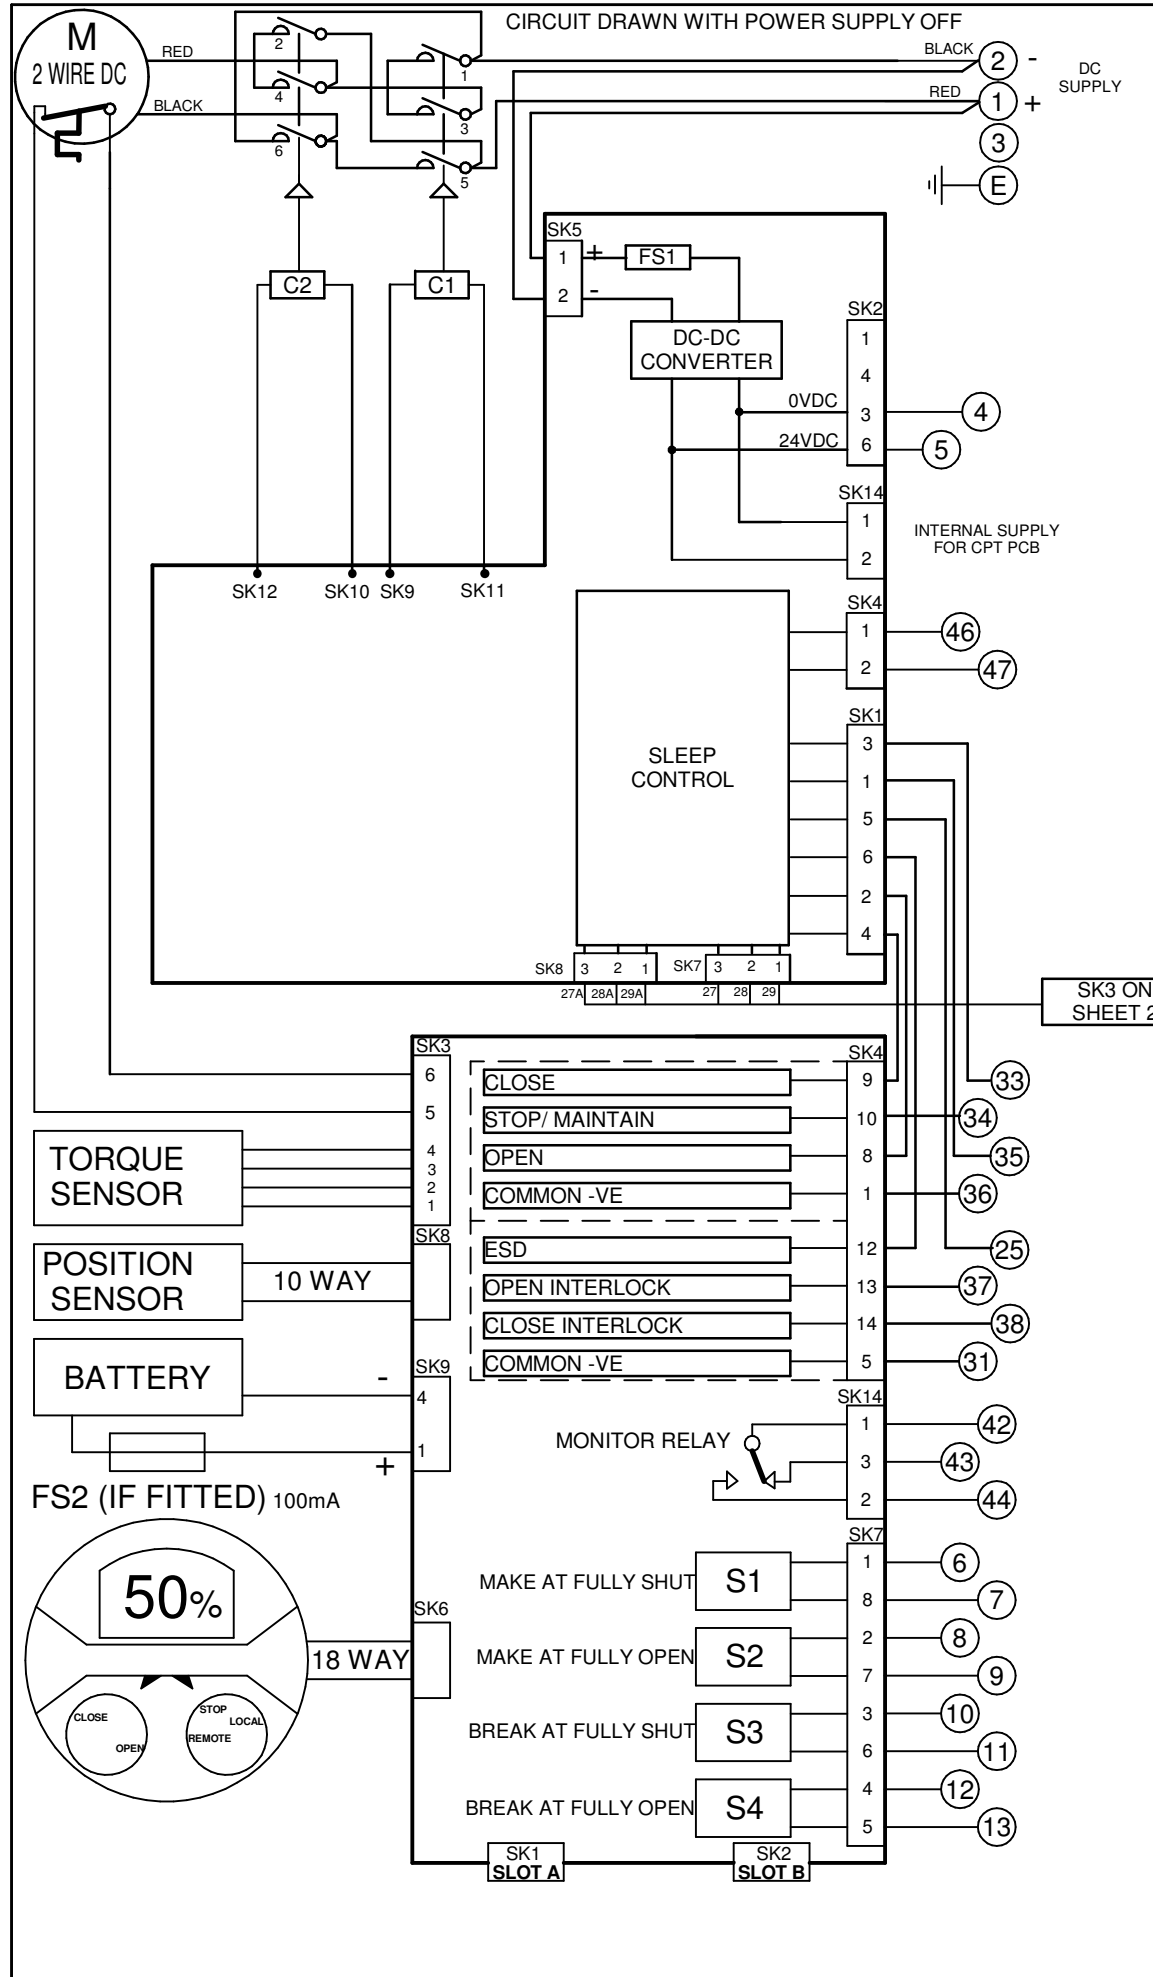 CIRCUIT DRAWN WITH POWER SUPPLY OFF
M
2 WIRE DC
RED
BLACK
2
4
6
1
3
5
BLACK
RED
2 -
1 +
3
E
DC
SUPPLY
C2
C1
SK5
1 +
2 -
FS1
DC-DC
CONVERTER
SK2
1
4
0VDC 3 4
24VDC 6 5
SK14
1
2
INTERNAL SUPPLY
FOR CPT PCB
SK12 SK10 SK9 SK11
SK4
1 46
2 47
SLEEP
CONTROL
SK1
3
1
5
6
2
4
SK8 3 2 1 SK7 3 2 1
27A 28A 29A 27 28 29
SK3 ON
SHEET 2
SK3
6
5
4
3
2
1
SK4
CLOSE 9 33
STOP/ MAINTAIN 10 34
OPEN 8 35
COMMON -VE 1 36
ESD 12 25
OPEN INTERLOCK 13 37
CLOSE INTERLOCK 14 38
COMMON -VE 5 31
TORQUE
SENSOR
SK8
POSITION
SENSOR
10 WAY
BATTERY
-
SK9
4
1
+
FS2 (IF FITTED) 100mA
SK14
MONITOR RELAY
1 42
3 43
2 44
50%
CLOSE
OPEN
STOP
LOCAL
REMOTE
18 WAY
SK6
SK7
MAKE AT FULLY SHUT S1
1 6
8 7
MAKE AT FULLY OPEN S2
2 8
7 9
BREAK AT FULLY SHUT S3
3 10
6 11
BREAK AT FULLY OPEN S4
4 12
5 13
SK1
SLOT A
SK2
SLOT B